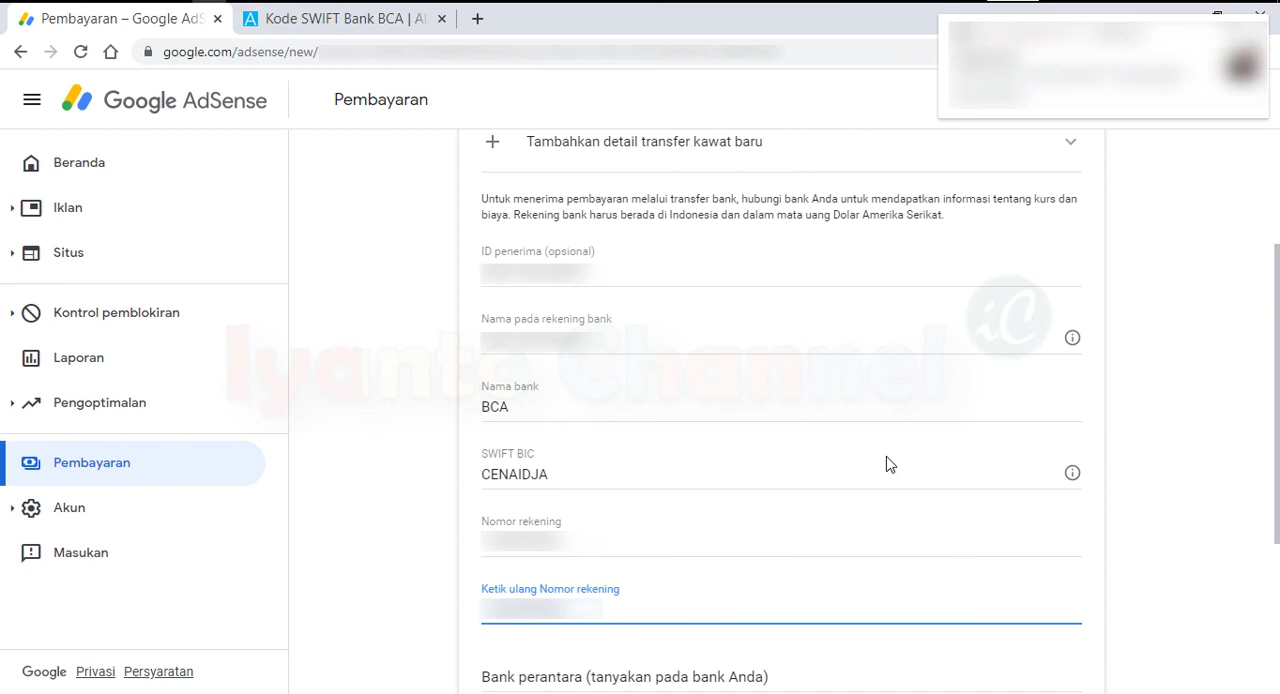 Pembayaran – Google AdS
Kode SWIFT Bank BCA | Al
google.com/adsense/new/
Google AdSense
Pembayaran
Beranda
Iklan
Situs
Kontrol pemblokiran
Laporan
Pengoptimalan
Pembayaran
Akun
Masukan
Google Privasi Persyaratan
Tambahkan detail transfer kawat baru
Untuk menerima pembayaran melalui transfer bank, hubungi bank Anda untuk mendapatkan informasi tentang kurs dan
biaya. Rekening bank harus berada di Indonesia dan dalam mata uang Dolar Amerika Serikat.
ID penerima (opsional)
Nama pada rekening bank
Iyanto Channel
iC
Nama bank
BCA
SWIFT BIC
CENAIDJA
Nomor rekening
Ketik ulang Nomor rekening
Bank perantara (tanyakan pada bank Anda)